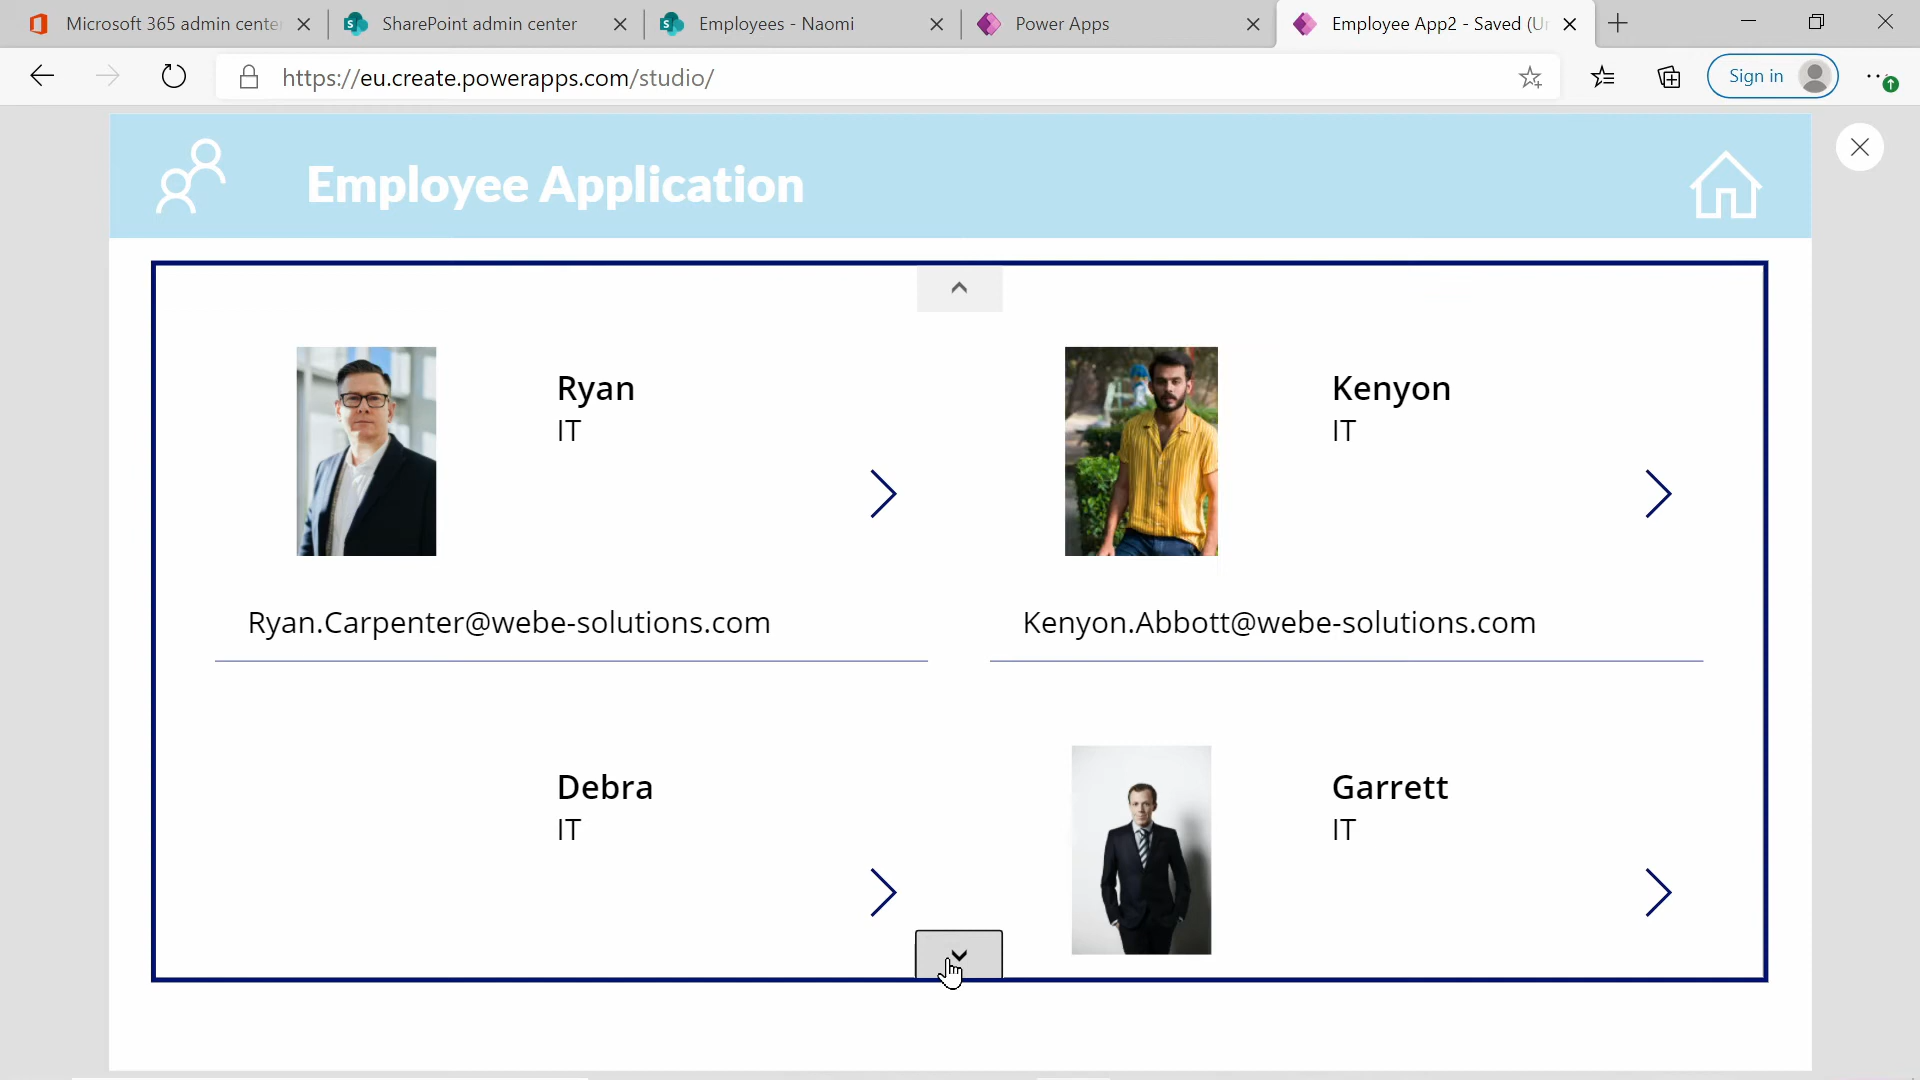 Microsoft 365 admin cente
SharePoint admin center
Employees - Naomi
Power Apps
Employee App2 - Saved (Un
https://eu.create.powerapps.com/studio/
Sign in
Employee Application
Ryan
IT
Kenyon
IT
Ryan.Carpenter@webe-solutions.com
Kenyon.Abbott@webe-solutions.com
Debra
IT
Garrett
IT